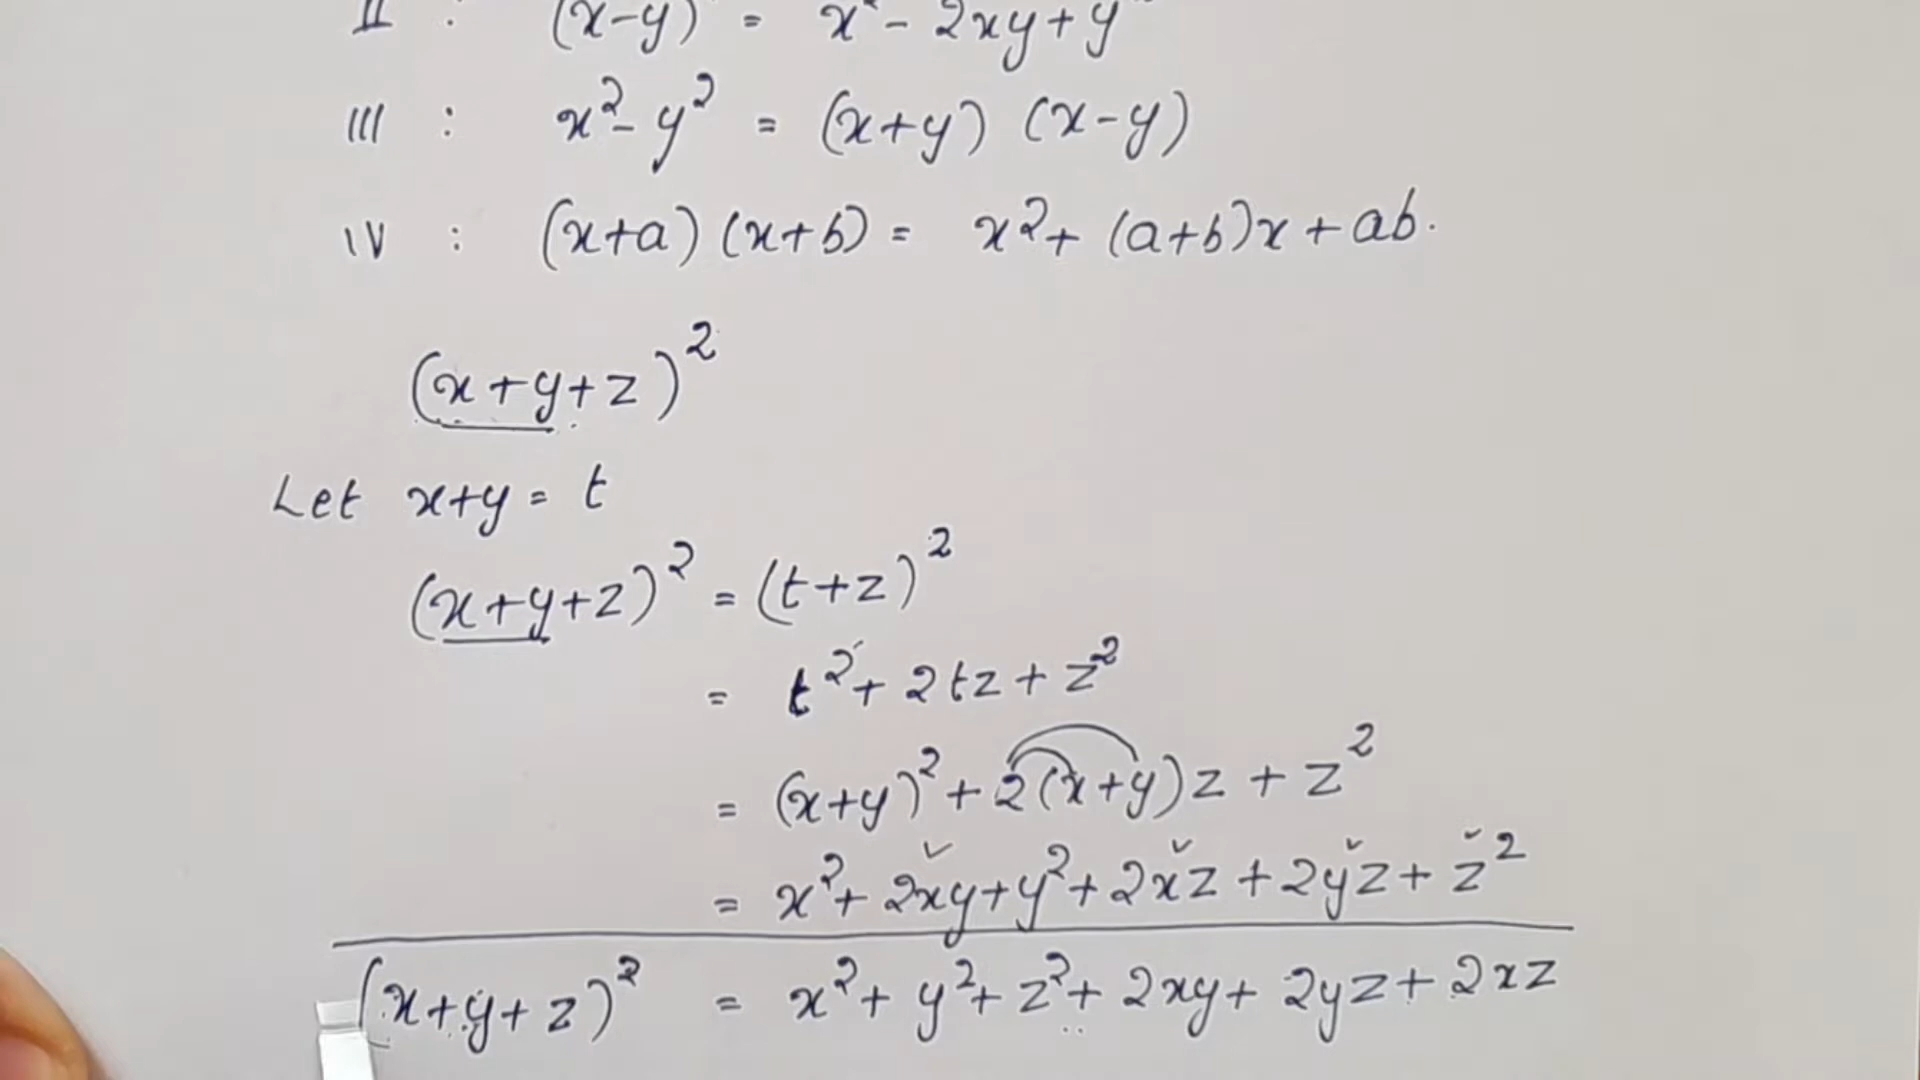 II : (x-y) = x² - 2xy + y
III : x² - y² = (x+y) (x-y)
IV : (x+a) (x+b) = x² + (a+b)x + ab.
(x+y+z)²
Let x+y = t
(x+y+z)² = (t+z)²
= t² + 2tz + z²
= (x+y)² + 2(x+y)z + z²
= x² + 2xy + y² + 2xz + 2yz + z²
(x+y+z)² = x² + y² + z² + 2xy + 2yz + 2xz